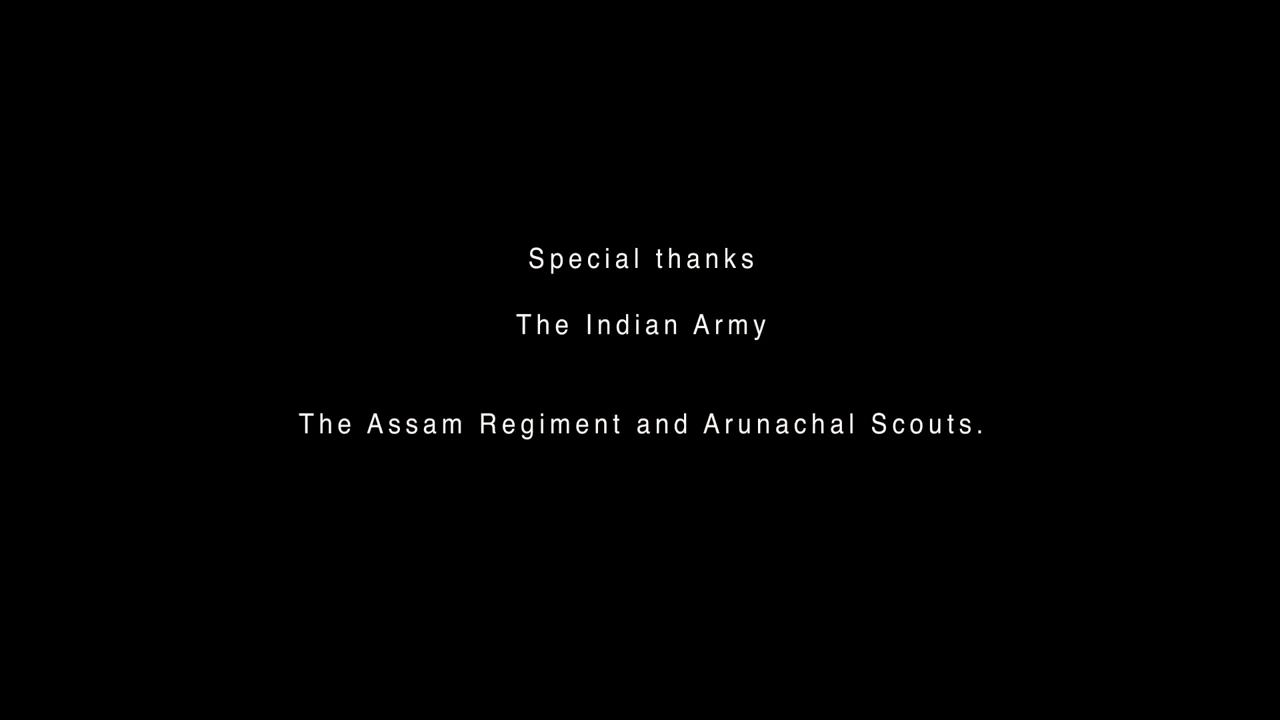 Special thanks
The Indian Army
The Assam Regiment and Arunachal Scouts.